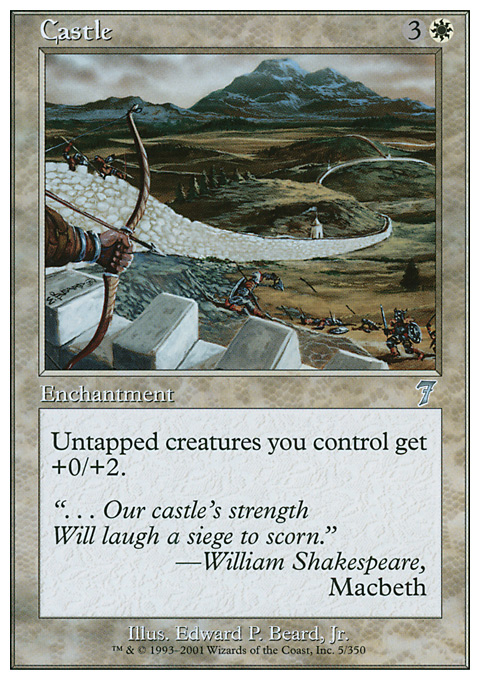 Castle 3
Enchantment 7
Untapped creatures you control get
+0/+2.
“. . . Our castle's strength
Will laugh a siege to scorn.”
—William Shakespeare,
Macbeth
Illus. Edward P. Beard, Jr.
™ & © 1993–2001 Wizards of the Coast, Inc. 5/350